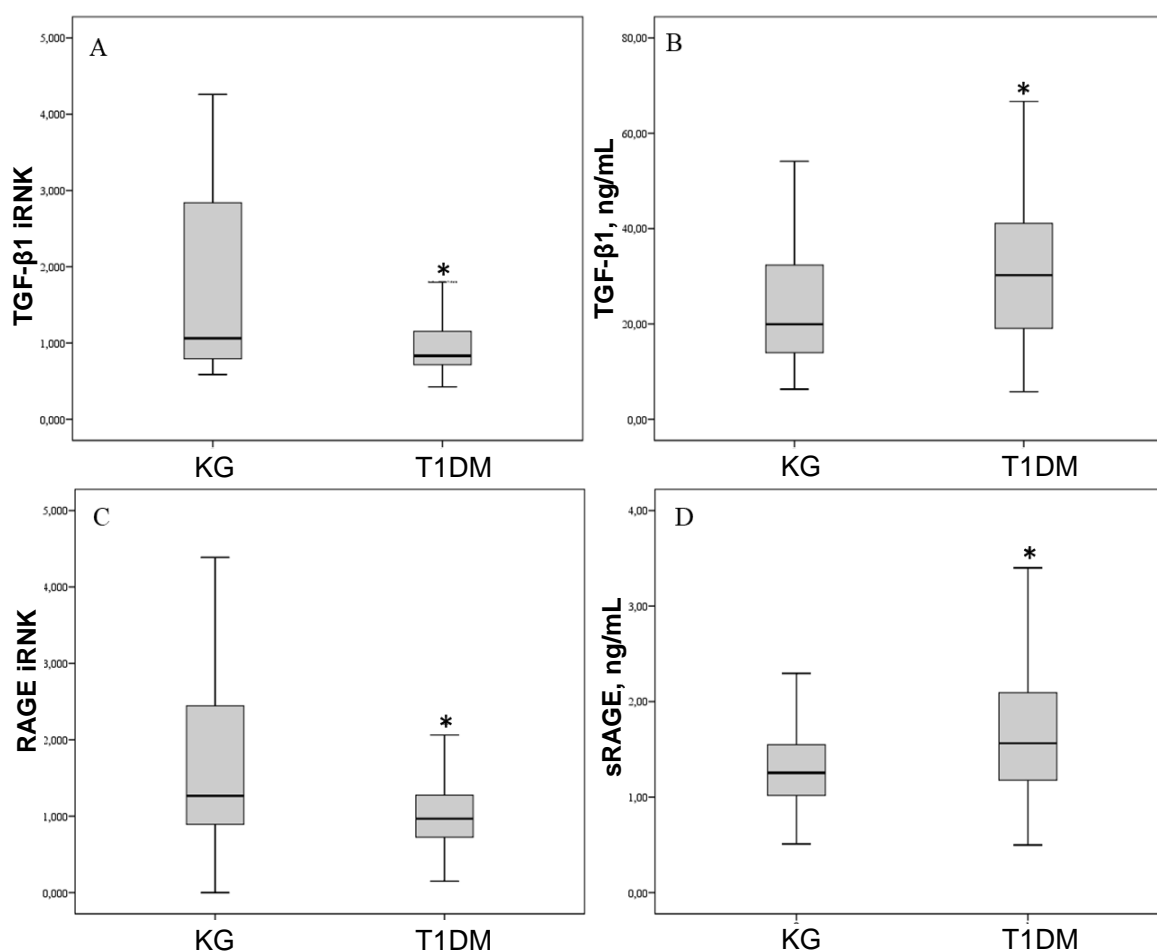 A
TGF-β1 iRNK
5,000
4,000
3,000
2,000
1,000
0,000
*
KG
T1DM
B
TGF-β1, ng/mL
80,00
60,00
40,00
20,00
0,00
*
KG
T1DM
C
RAGE iRNK
5,000
4,000
3,000
2,000
1,000
0,000
*
KG
T1DM
D
sRAGE, ng/mL
4,00
3,00
2,00
1,00
0,00
*
KG
T1DM